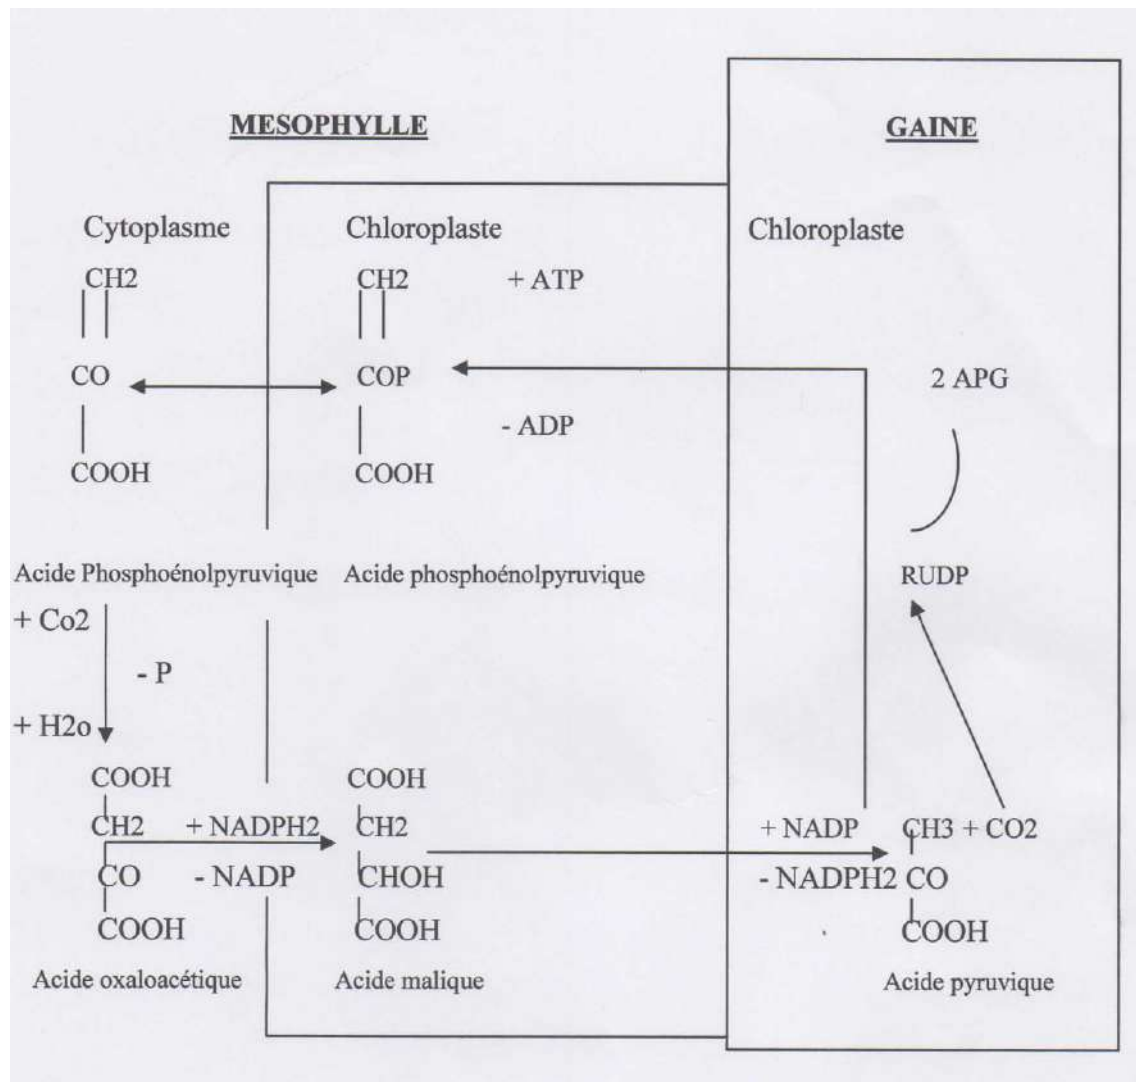 MESOPHYLLE
GAINE
Cytoplasme
Chloroplaste
Chloroplaste
CH2
CH2
+ ATP
CO
COP
2 APG
- ADP
COOH
COOH
Acide Phosphoénolpyruvique
Acide phosphoénolpyruvique
RUDP
+ Co2
- P
+ H2o
COOH
COOH
CH2
+ NADPH2
CH2
+ NADP
CH3 + CO2
CO
- NADP
CHOH
- NADPH2
CO
COOH
COOH
COOH
Acide oxaloacétique
Acide malique
Acide pyruvique